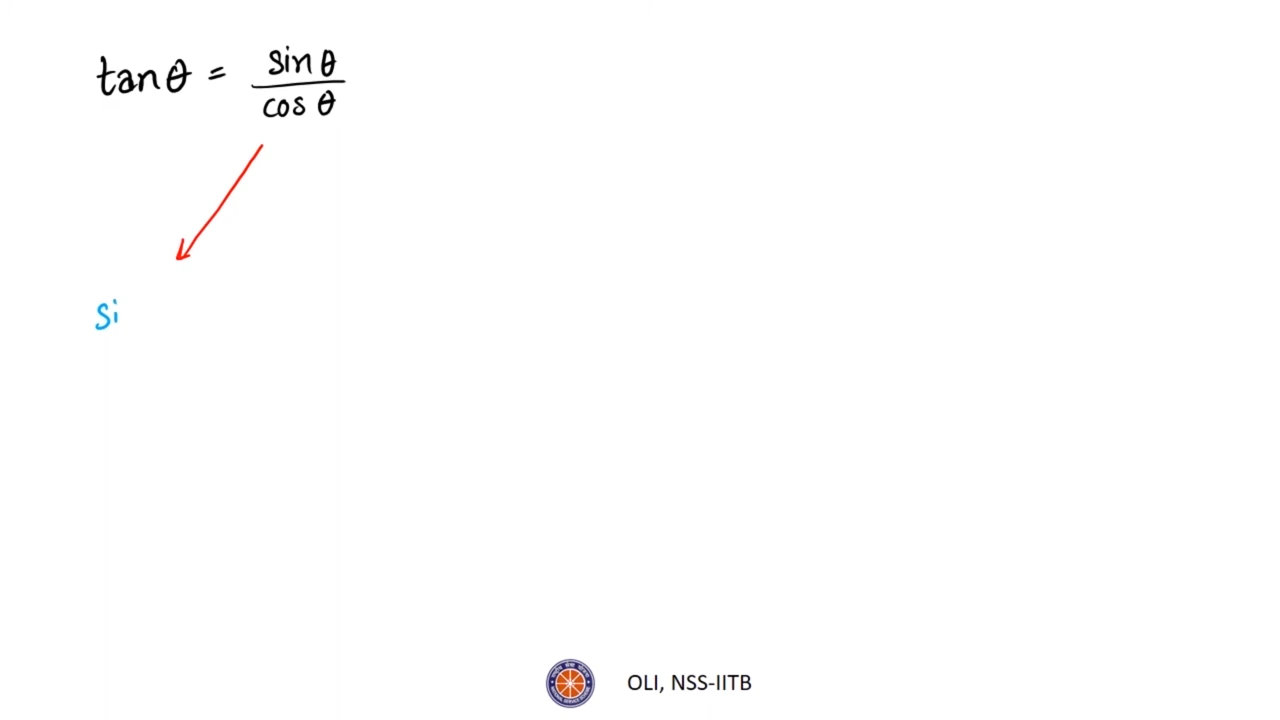 tanθ = sinθ / cosθ
si
OLI, NSS-IITB